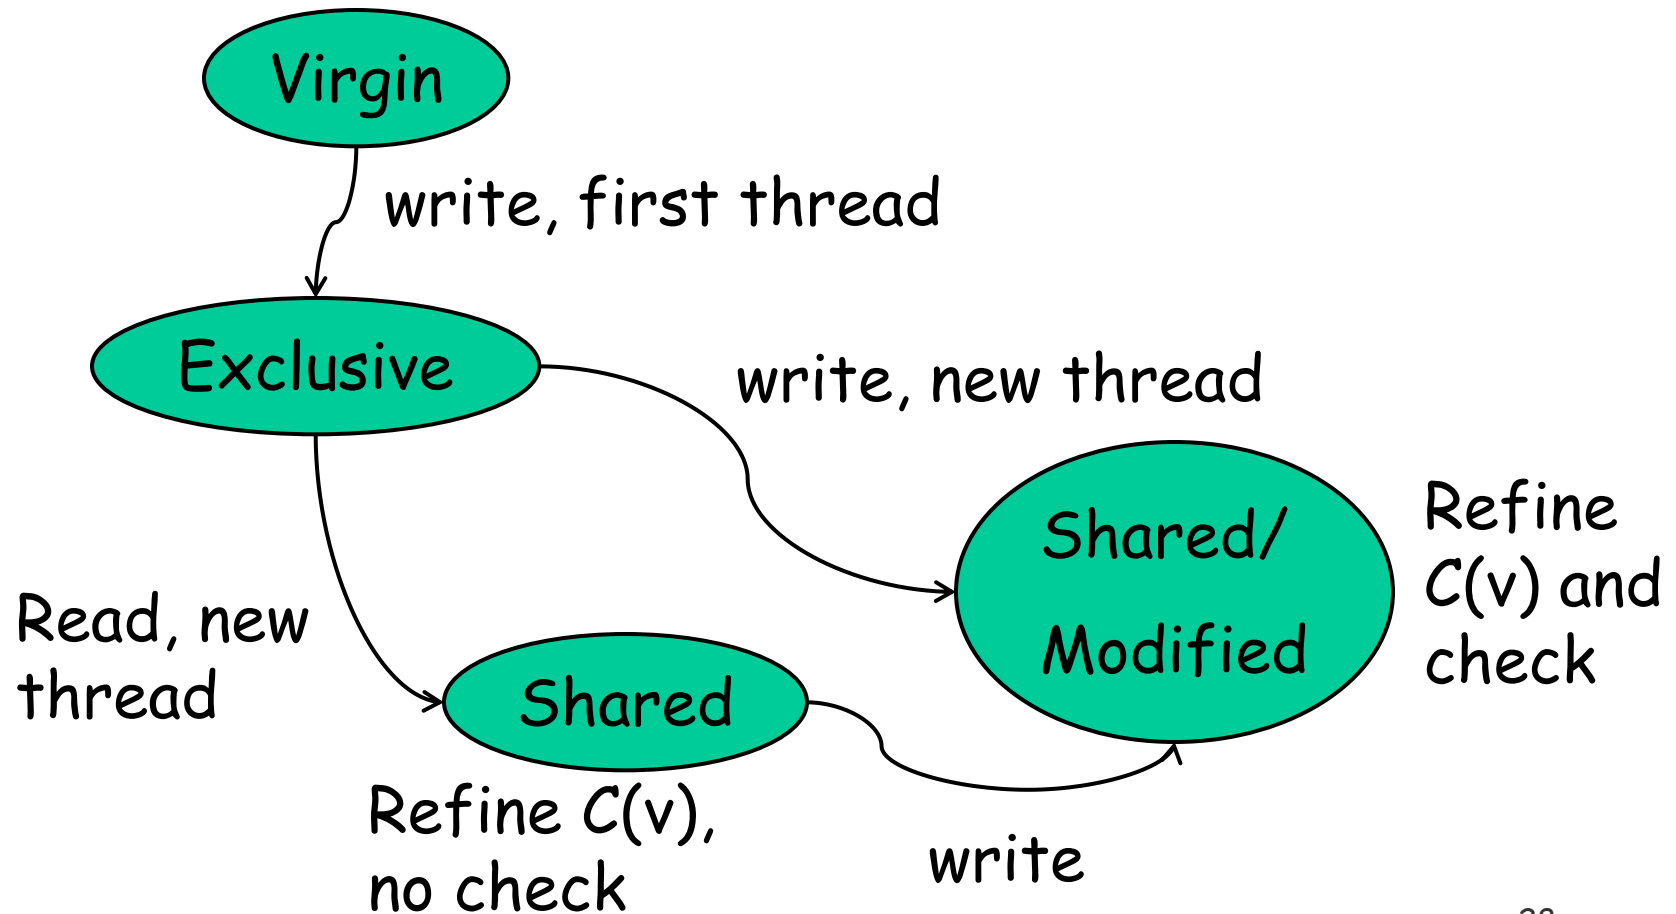 Virgin
write, first thread
Exclusive
write, new thread
Shared/
Modified
Refine
C(v) and
check
Read, new
thread
Shared
Refine C(v),
no check
write